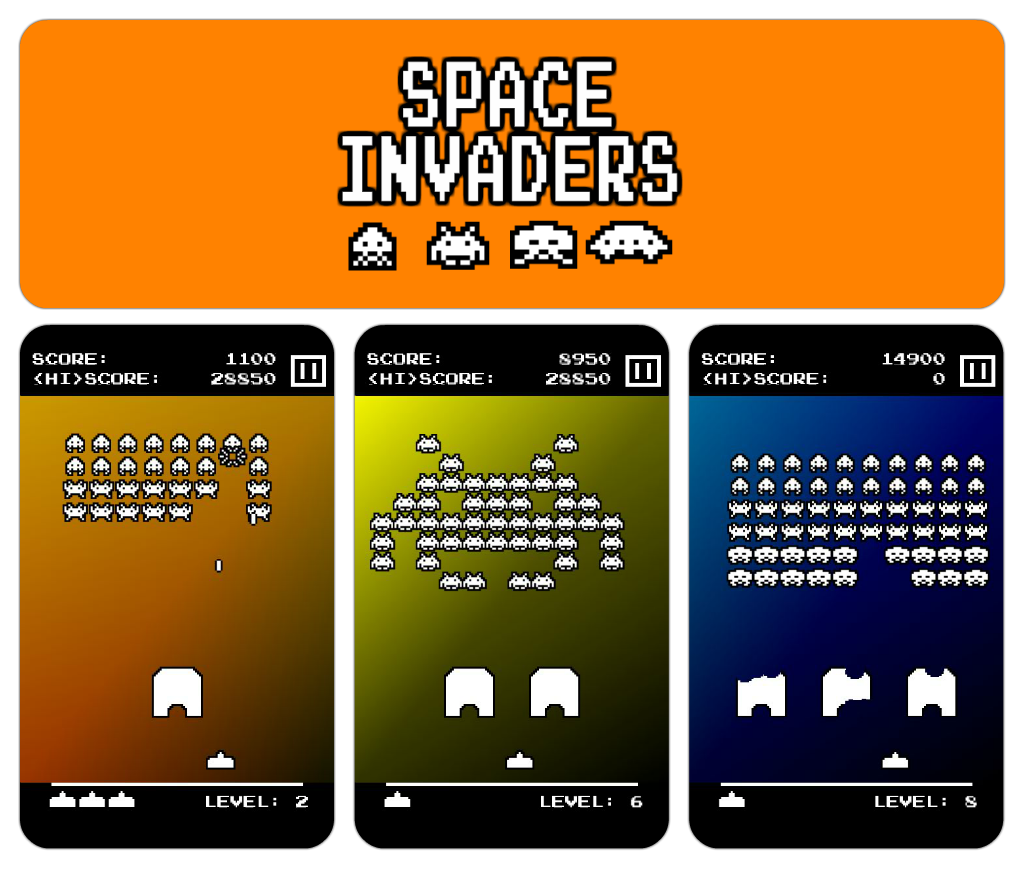 SPACE
INVADERS
SCORE: 1100
<HI>SCORE: 28850
LEVEL: 2
SCORE: 8950
<HI>SCORE: 28850
LEVEL: 6
SCORE: 14900
<HI>SCORE: 0
LEVEL: 8